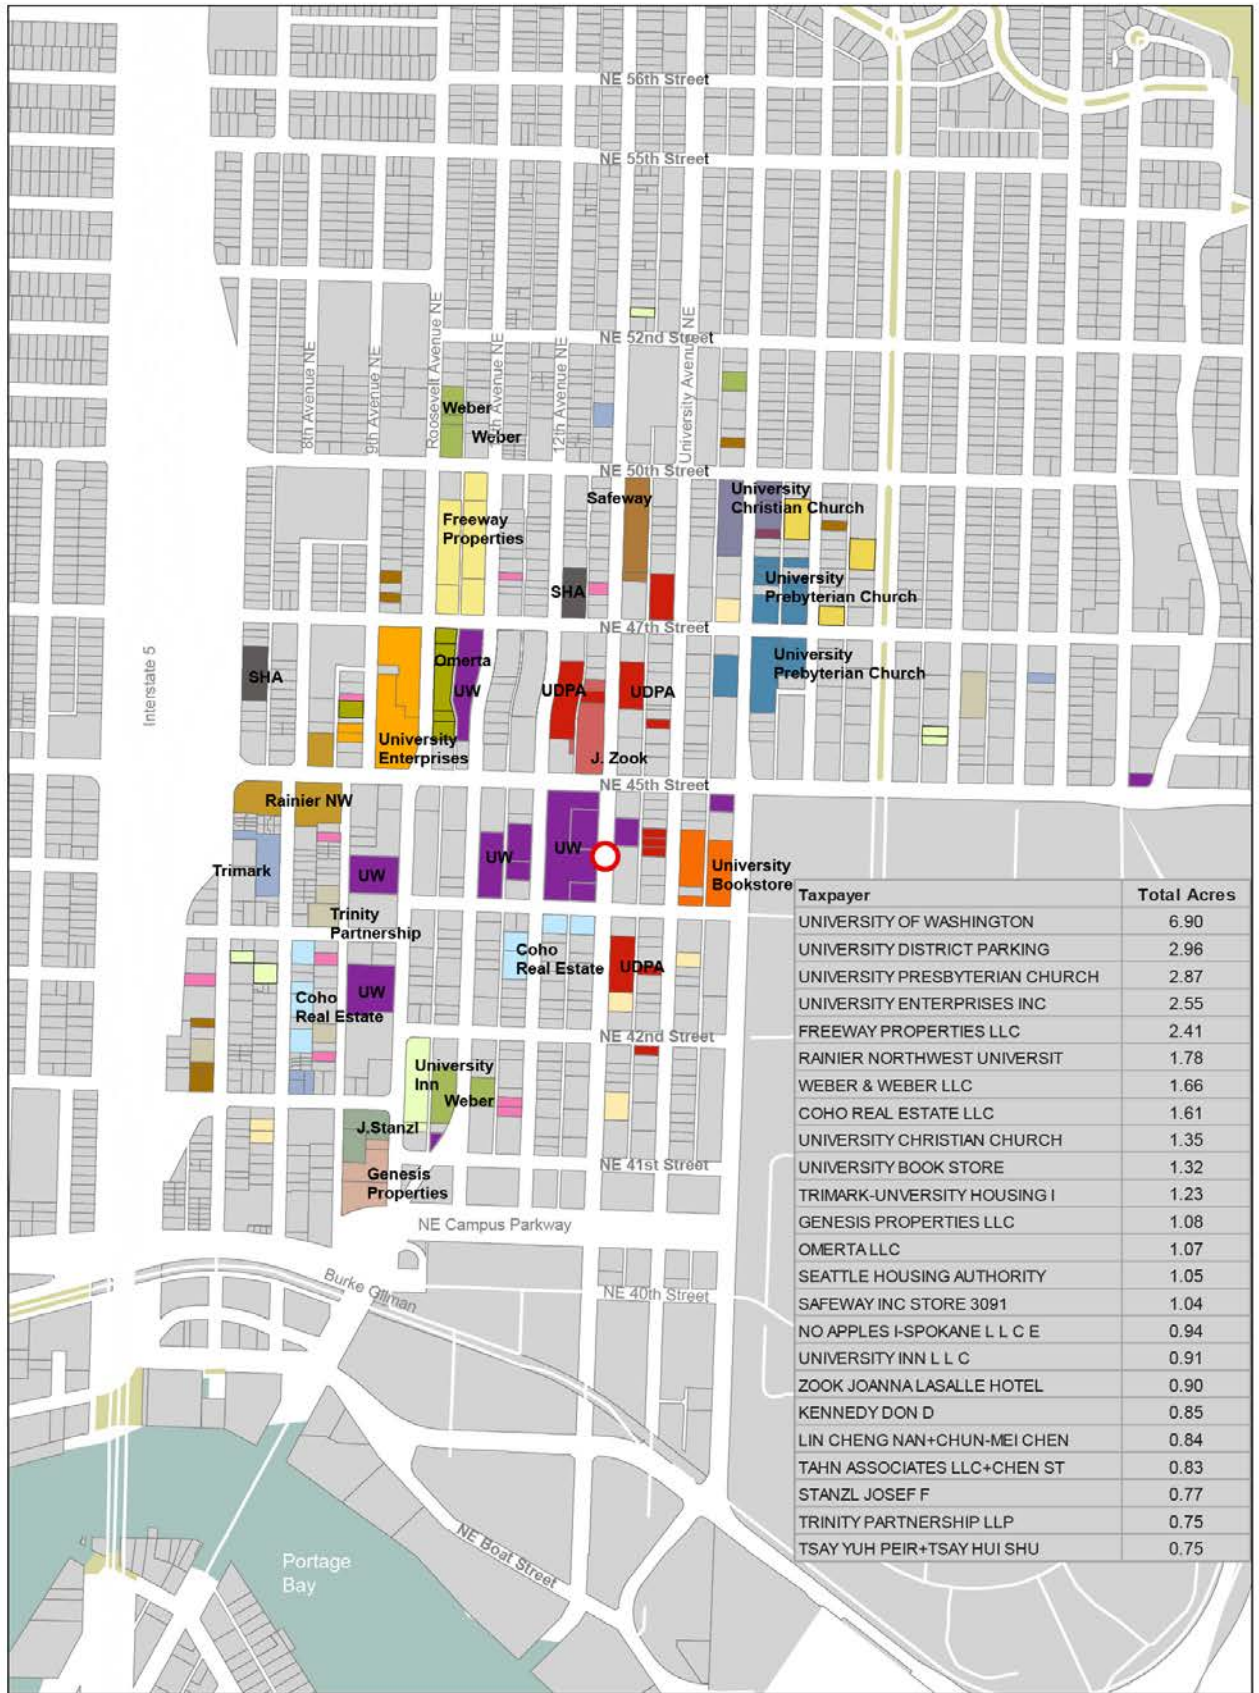 NE 56th Street
NE 55th Street
NE 52nd Street
8th Avenue NE
9th Avenue NE
Roosevelt Avenue NE
12th Avenue NE
University Avenue NE
Weber
Weber
NE 50th Street
Safeway
University
Christian Church
Freeway
Properties
SHA
University
Prebyterian Church
NE 47th Street
Interstate 5
SHA
Omerta
UW
UDPA
UDPA
University
Prebyterian Church
University
Enterprises
J. Zook
NE 45th Street
Rainier NW
Trimark
UW
UW
UW
University
Bookstore
Trinity
Partnership
Coho
Real Estate
UDPA
UW
Coho
Real Estate
NE 42nd Street
University
Inn
Weber
J.Stanzl
NE 41st Street
Genesis
Properties
NE Campus Parkway
Burke Gilman
NE 40th Street
NE Boat Street
Portage
Bay
Taxpayer Total Acres
UNIVERSITY OF WASHINGTON 6.90
UNIVERSITY DISTRICT PARKING 2.96
UNIVERSITY PRESBYTERIAN CHURCH 2.87
UNIVERSITY ENTERPRISES INC 2.55
FREEWAY PROPERTIES LLC 2.41
RAINIER NORTHWEST UNIVERSIT 1.78
WEBER & WEBER LLC 1.66
COHO REAL ESTATE LLC 1.61
UNIVERSITY CHRISTIAN CHURCH 1.35
UNIVERSITY BOOK STORE 1.32
TRIMARK-UNVERSITY HOUSING I 1.23
GENESIS PROPERTIES LLC 1.08
OMERTA LLC 1.07
SEATTLE HOUSING AUTHORITY 1.05
SAFEWAY INC STORE 3091 1.04
NO APPLES I-SPOKANE L L C E 0.94
UNIVERSITY INN L L C 0.91
ZOOK JOANNA LASALLE HOTEL 0.90
KENNEDY DON D 0.85
LIN CHENG NAN+CHUN-MEI CHEN 0.84
TAHN ASSOCIATES LLC+CHEN ST 0.83
STANZL JOSEF F 0.77
TRINITY PARTNERSHIP LLP 0.75
TSAY YUH PEIR+TSAY HUI SHU 0.75